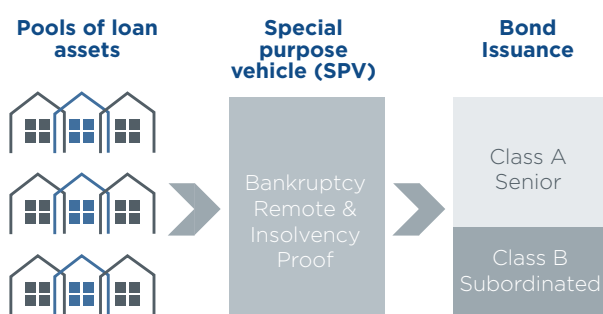 Pools of loan
assets
Special
purpose
vehicle (SPV)
Bond
Issuance
Bankruptcy
Remote &
Insolvency
Proof
Class A
Senior
Class B
Subordinated